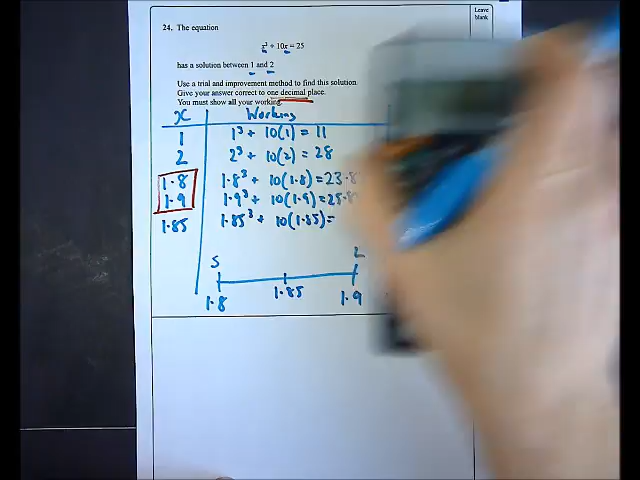 Leave
blank
24. The equation
x³ + 10x = 25
has a solution between 1 and 2
Use a trial and improvement method to find this solution.
Give your answer correct to one decimal place.
You must show all your working.
x Working
1 1³ + 10(1) = 11
2 2³ + 10(2) = 28
1.8 1.8³ + 10(1.8) = 23.8
1.9 1.9³ + 10(1.9) = 25.8
1.85 1.85³ + 10(1.85) =
S L
1.8 1.85 1.9